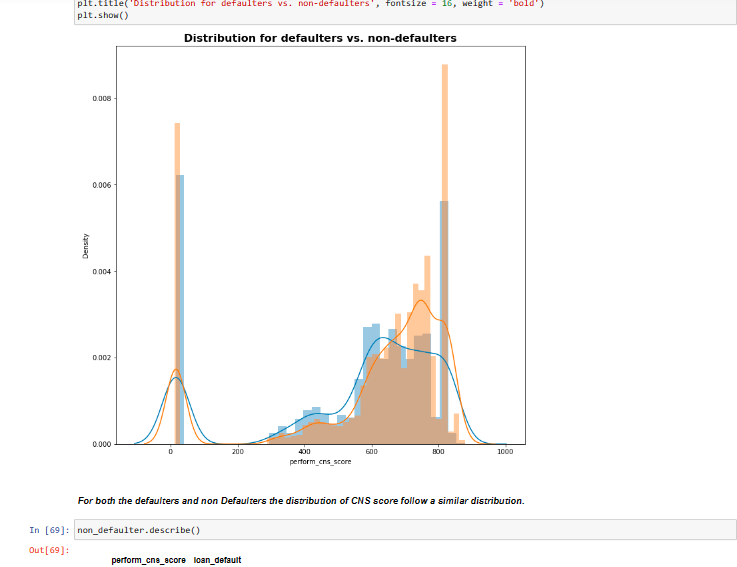 plt.title('Distribution for defaulters vs. non-defaulters', fontsize = 16, weight = 'bold')
plt.show()
Distribution for defaulters vs. non-defaulters
0.008
0.006
0.004
0.002
0.000
Density
0 200 400 600 800 1000
perform_cns_score
For both the defaulters and non Defaulters the distribution of CNS score follow a similar distribution.
In [69]: non_defaulter.describe()
Out[69]:
perform_cns_score loan_default